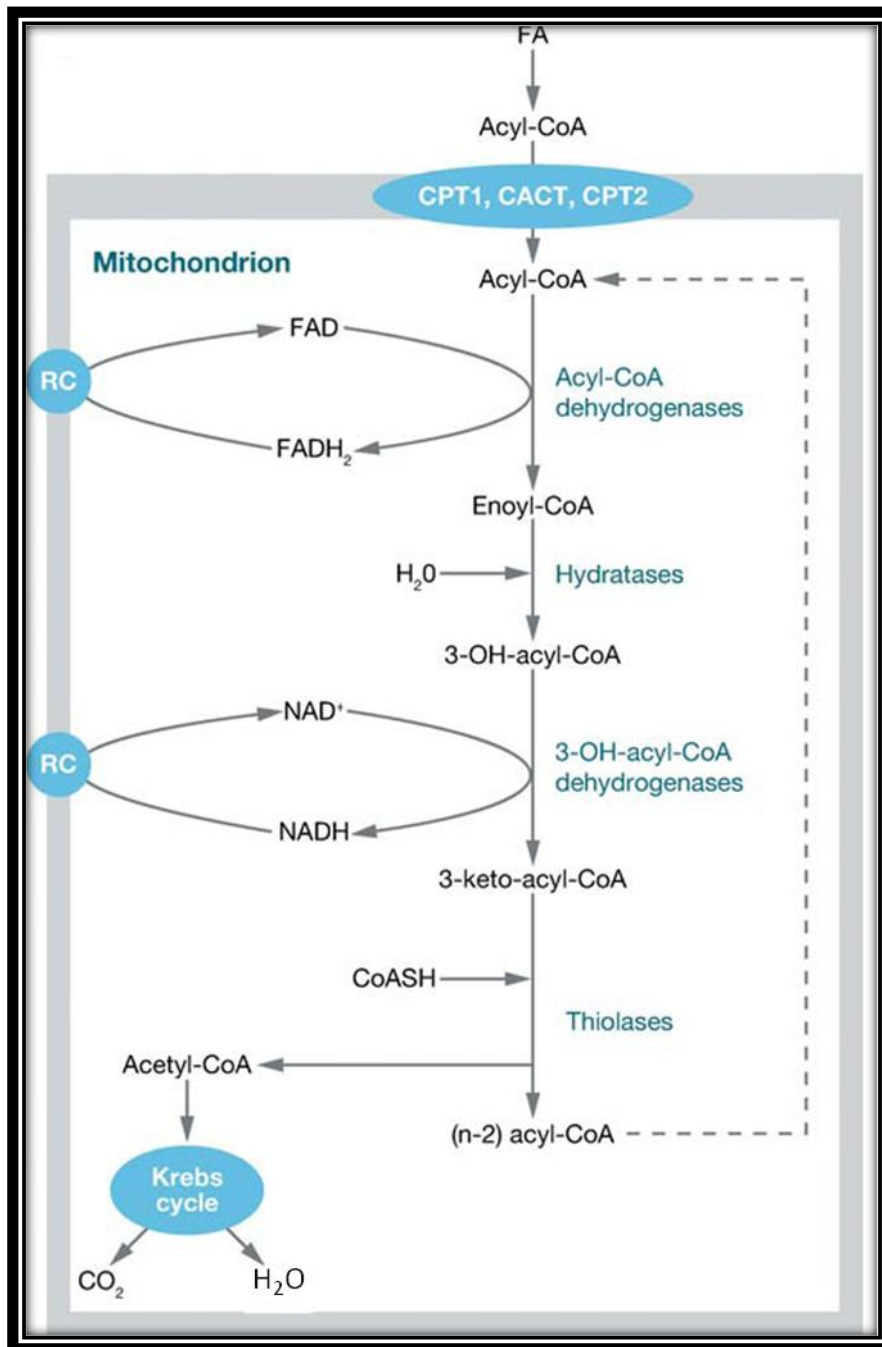 FA
Acyl-CoA
CPT1, CACT, CPT2
Mitochondrion
Acyl-CoA
FAD
RC
Acyl-CoA
dehydrogenases
FADH₂
Enoyl-CoA
H₂0
Hydratases
3-OH-acyl-CoA
NAD⁺
RC
3-OH-acyl-CoA
dehydrogenases
NADH
3-keto-acyl-CoA
CoASH
Thiolases
Acetyl-CoA
(n-2) acyl-CoA
Krebs
cycle
CO₂
H₂O